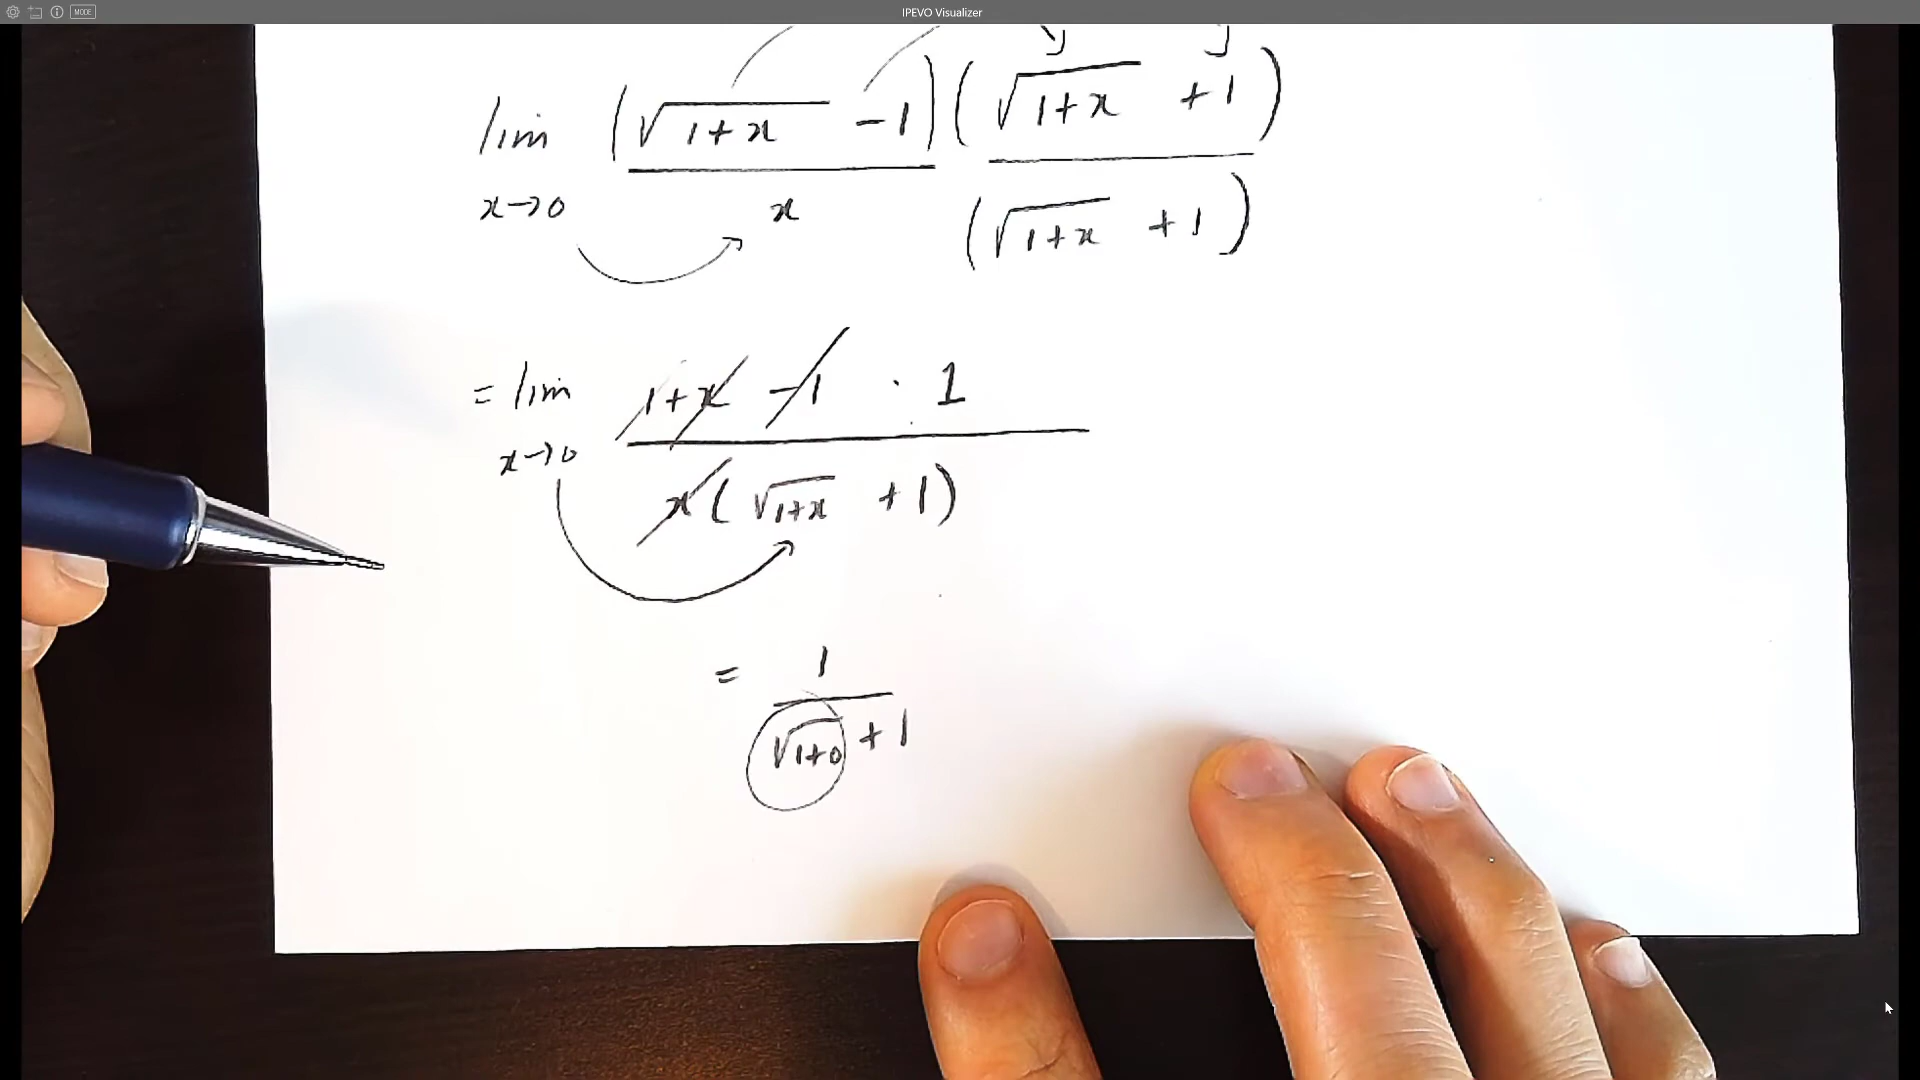 MODE
IPEVO Visualizer
y y
lim (√1+x -1) (√1+x +1)
x→0 x (√1+x +1)
= lim 1+x -1 · 1
x→0 x(√1+x +1)
= 1
√1+0 + 1